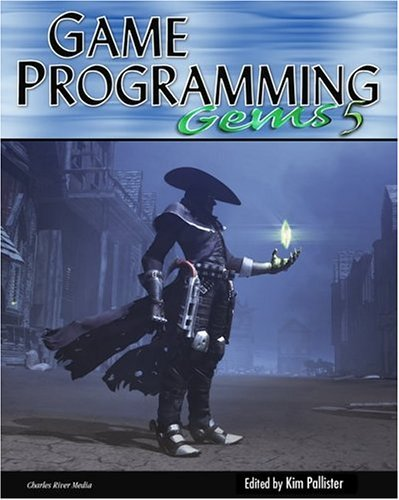 GAME
PROGRAMMING
Gems 5
Charles River Media
Edited by Kim Pallister